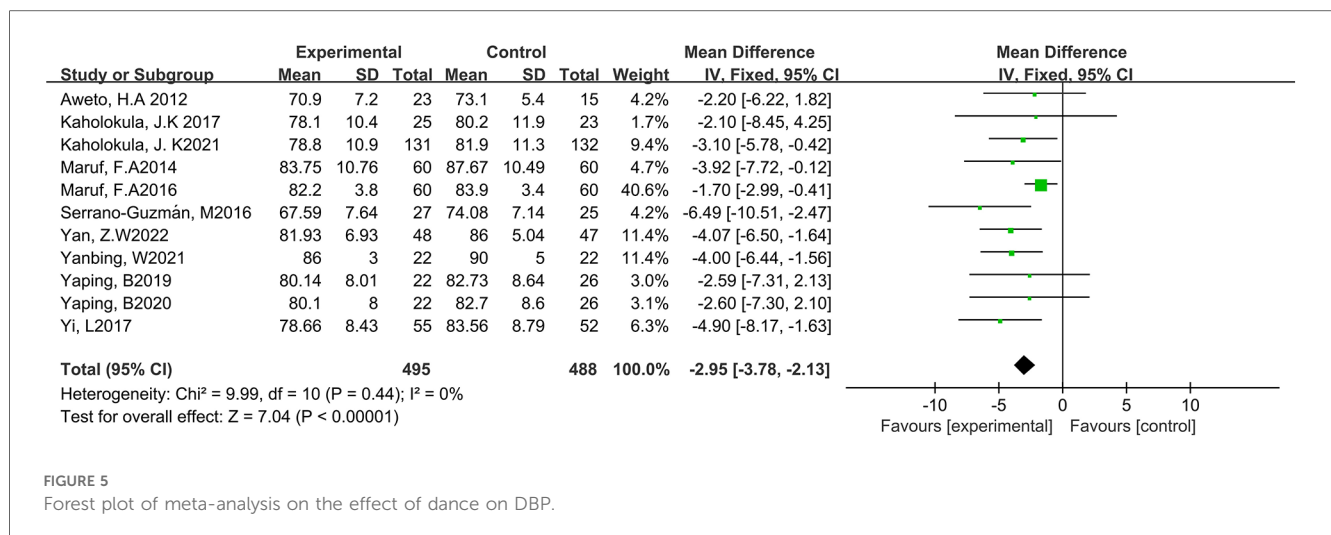 Experimental Control Mean Difference Mean Difference
Study or Subgroup Mean SD Total Mean SD Total Weight IV, Fixed, 95% CI IV, Fixed, 95% CI
Aweto, H.A 2012 70.9 7.2 23 73.1 5.4 15 4.2% -2.20 [-6.22, 1.82]
Kaholokula, J.K 2017 78.1 10.4 25 80.2 11.9 23 1.7% -2.10 [-8.45, 4.25]
Kaholokula, J. K2021 78.8 10.9 131 81.9 11.3 132 9.4% -3.10 [-5.78, -0.42]
Maruf, F.A2014 83.75 10.76 60 87.67 10.49 60 4.7% -3.92 [-7.72, -0.12]
Maruf, F.A2016 82.2 3.8 60 83.9 3.4 60 40.6% -1.70 [-2.99, -0.41]
Serrano-Guzmán, M2016 67.59 7.64 27 74.08 7.14 25 4.2% -6.49 [-10.51, -2.47]
Yan, Z.W2022 81.93 6.93 48 86 5.04 47 11.4% -4.07 [-6.50, -1.64]
Yanbing, W2021 86 3 22 90 5 22 11.4% -4.00 [-6.44, -1.56]
Yaping, B2019 80.14 8.01 22 82.73 8.64 26 3.0% -2.59 [-7.31, 2.13]
Yaping, B2020 80.1 8 22 82.7 8.6 26 3.1% -2.60 [-7.30, 2.10]
Yi, L2017 78.66 8.43 55 83.56 8.79 52 6.3% -4.90 [-8.17, -1.63]
Total (95% CI) 495 488 100.0% -2.95 [-3.78, -2.13]
Heterogeneity: Chi² = 9.99, df = 10 (P = 0.44); I² = 0%
Test for overall effect: Z = 7.04 (P < 0.00001)
-10 -5 0 5 10
Favours [experimental] Favours [control]
FIGURE 5
Forest plot of meta-analysis on the effect of dance on DBP.